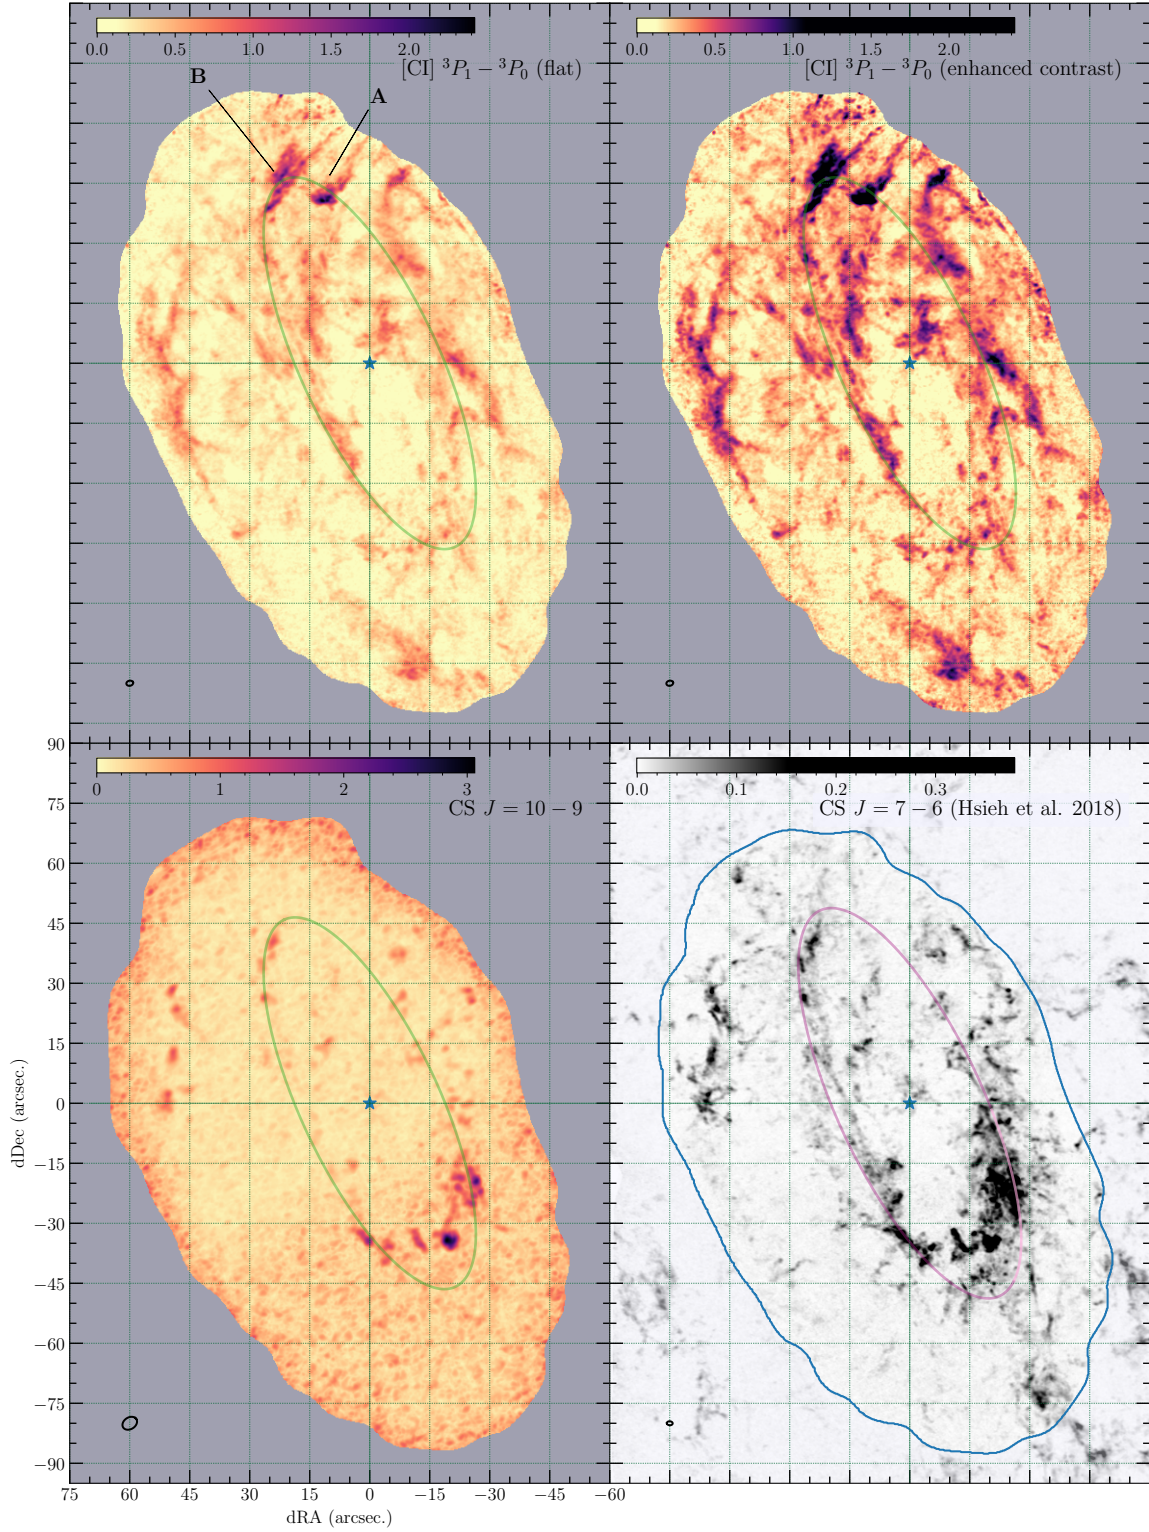 0.0 0.5 1.0 1.5 2.0
[CI] ³P₁ − ³P₀ (flat)
B
A
0.0 0.5 1.0 1.5 2.0
[CI] ³P₁ − ³P₀ (enhanced contrast)
0 1 2 3
CS J = 10 − 9
0.0 0.1 0.2 0.3
CS J = 7 − 6 (Hsieh et al. 2018)
90
75
60
45
30
15
0
−15
−30
−45
−60
−75
−90
dDec (arcsec.)
75 60 45 30 15 0 −15 −30 −45 −60
dRA (arcsec.)